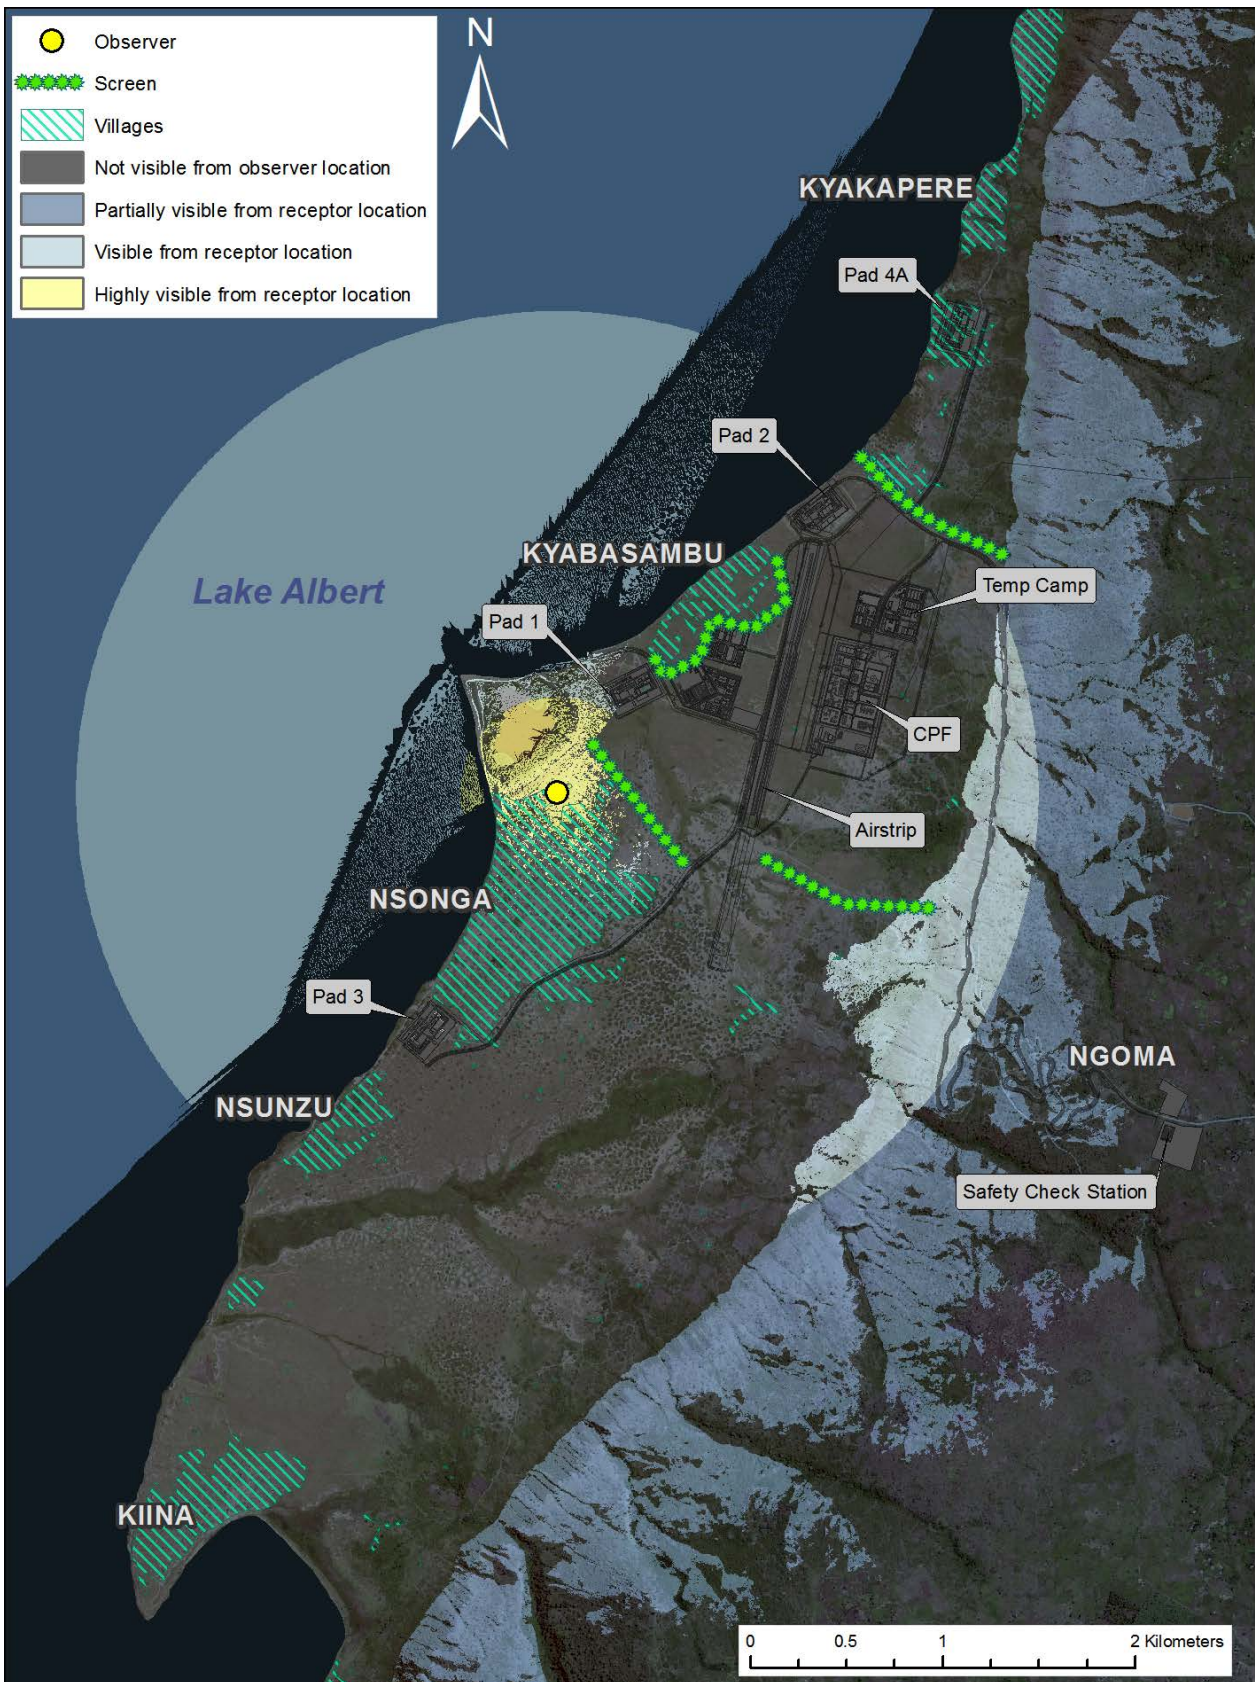 Observer
Screen
Villages
Not visible from observer location
Partially visible from receptor location
Visible from receptor location
Highly visible from receptor location
N
KYAKAPERE
Pad 4A
Pad 2
KYABASAMBU
Temp Camp
Lake Albert
Pad 1
CPF
Airstrip
NSONGA
Pad 3
NGOMA
NSUNZU
Safety Check Station
KIINA
0 0.5 1 2 Kilometers